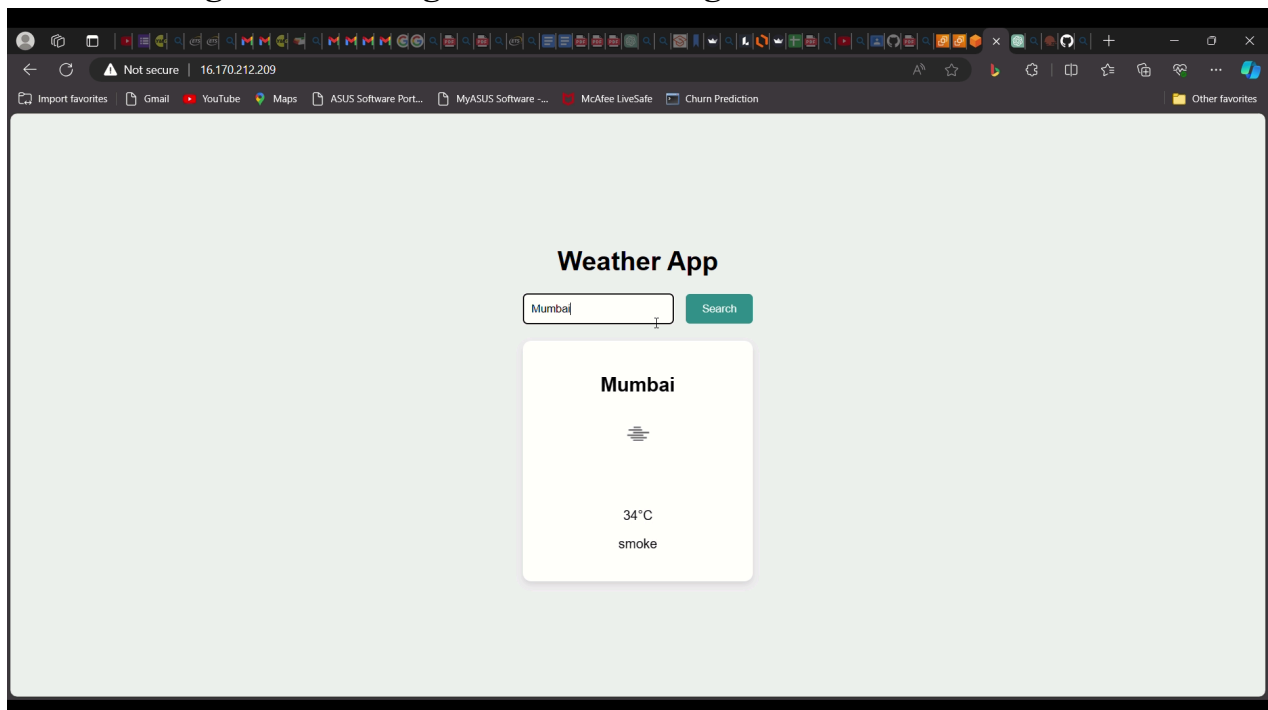 Not secure | 16.170.212.209
Import favorites Gmail YouTube Maps ASUS Software Port... MyASUS Software -... McAfee LiveSafe Churn Prediction Other favorites
Weather App
Mumbai Search
Mumbai
34°C
smoke